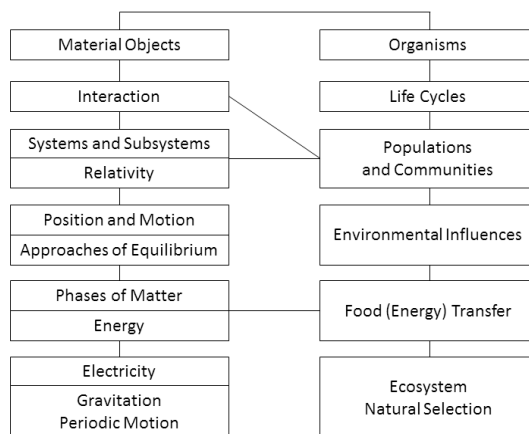 Material Objects
Organisms
Interaction
Life Cycles
Systems and Subsystems
Relativity
Populations
and Communities
Position and Motion
Approaches of Equilibrium
Environmental Influences
Phases of Matter
Energy
Food (Energy) Transfer
Electricity
Gravitation
Periodic Motion
Ecosystem
Natural Selection